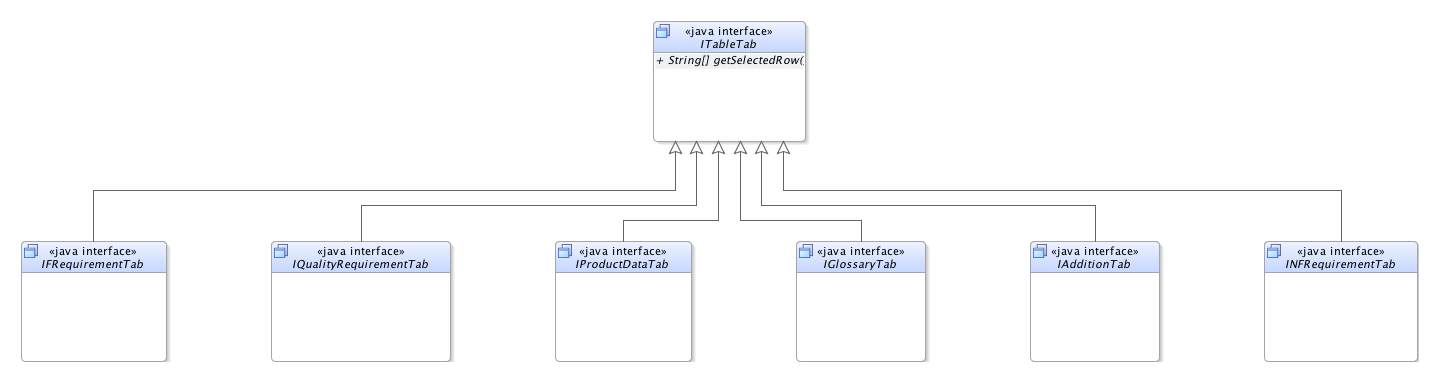 «java interface»
ITableTab
+ String[] getSelectedRow(
«java interface»
IFRequirementTab
«java interface»
IQualityRequirementTab
«java interface»
IProductDataTab
«java interface»
IGlossaryTab
«java interface»
IAdditionTab
«java interface»
INFRequirementTab